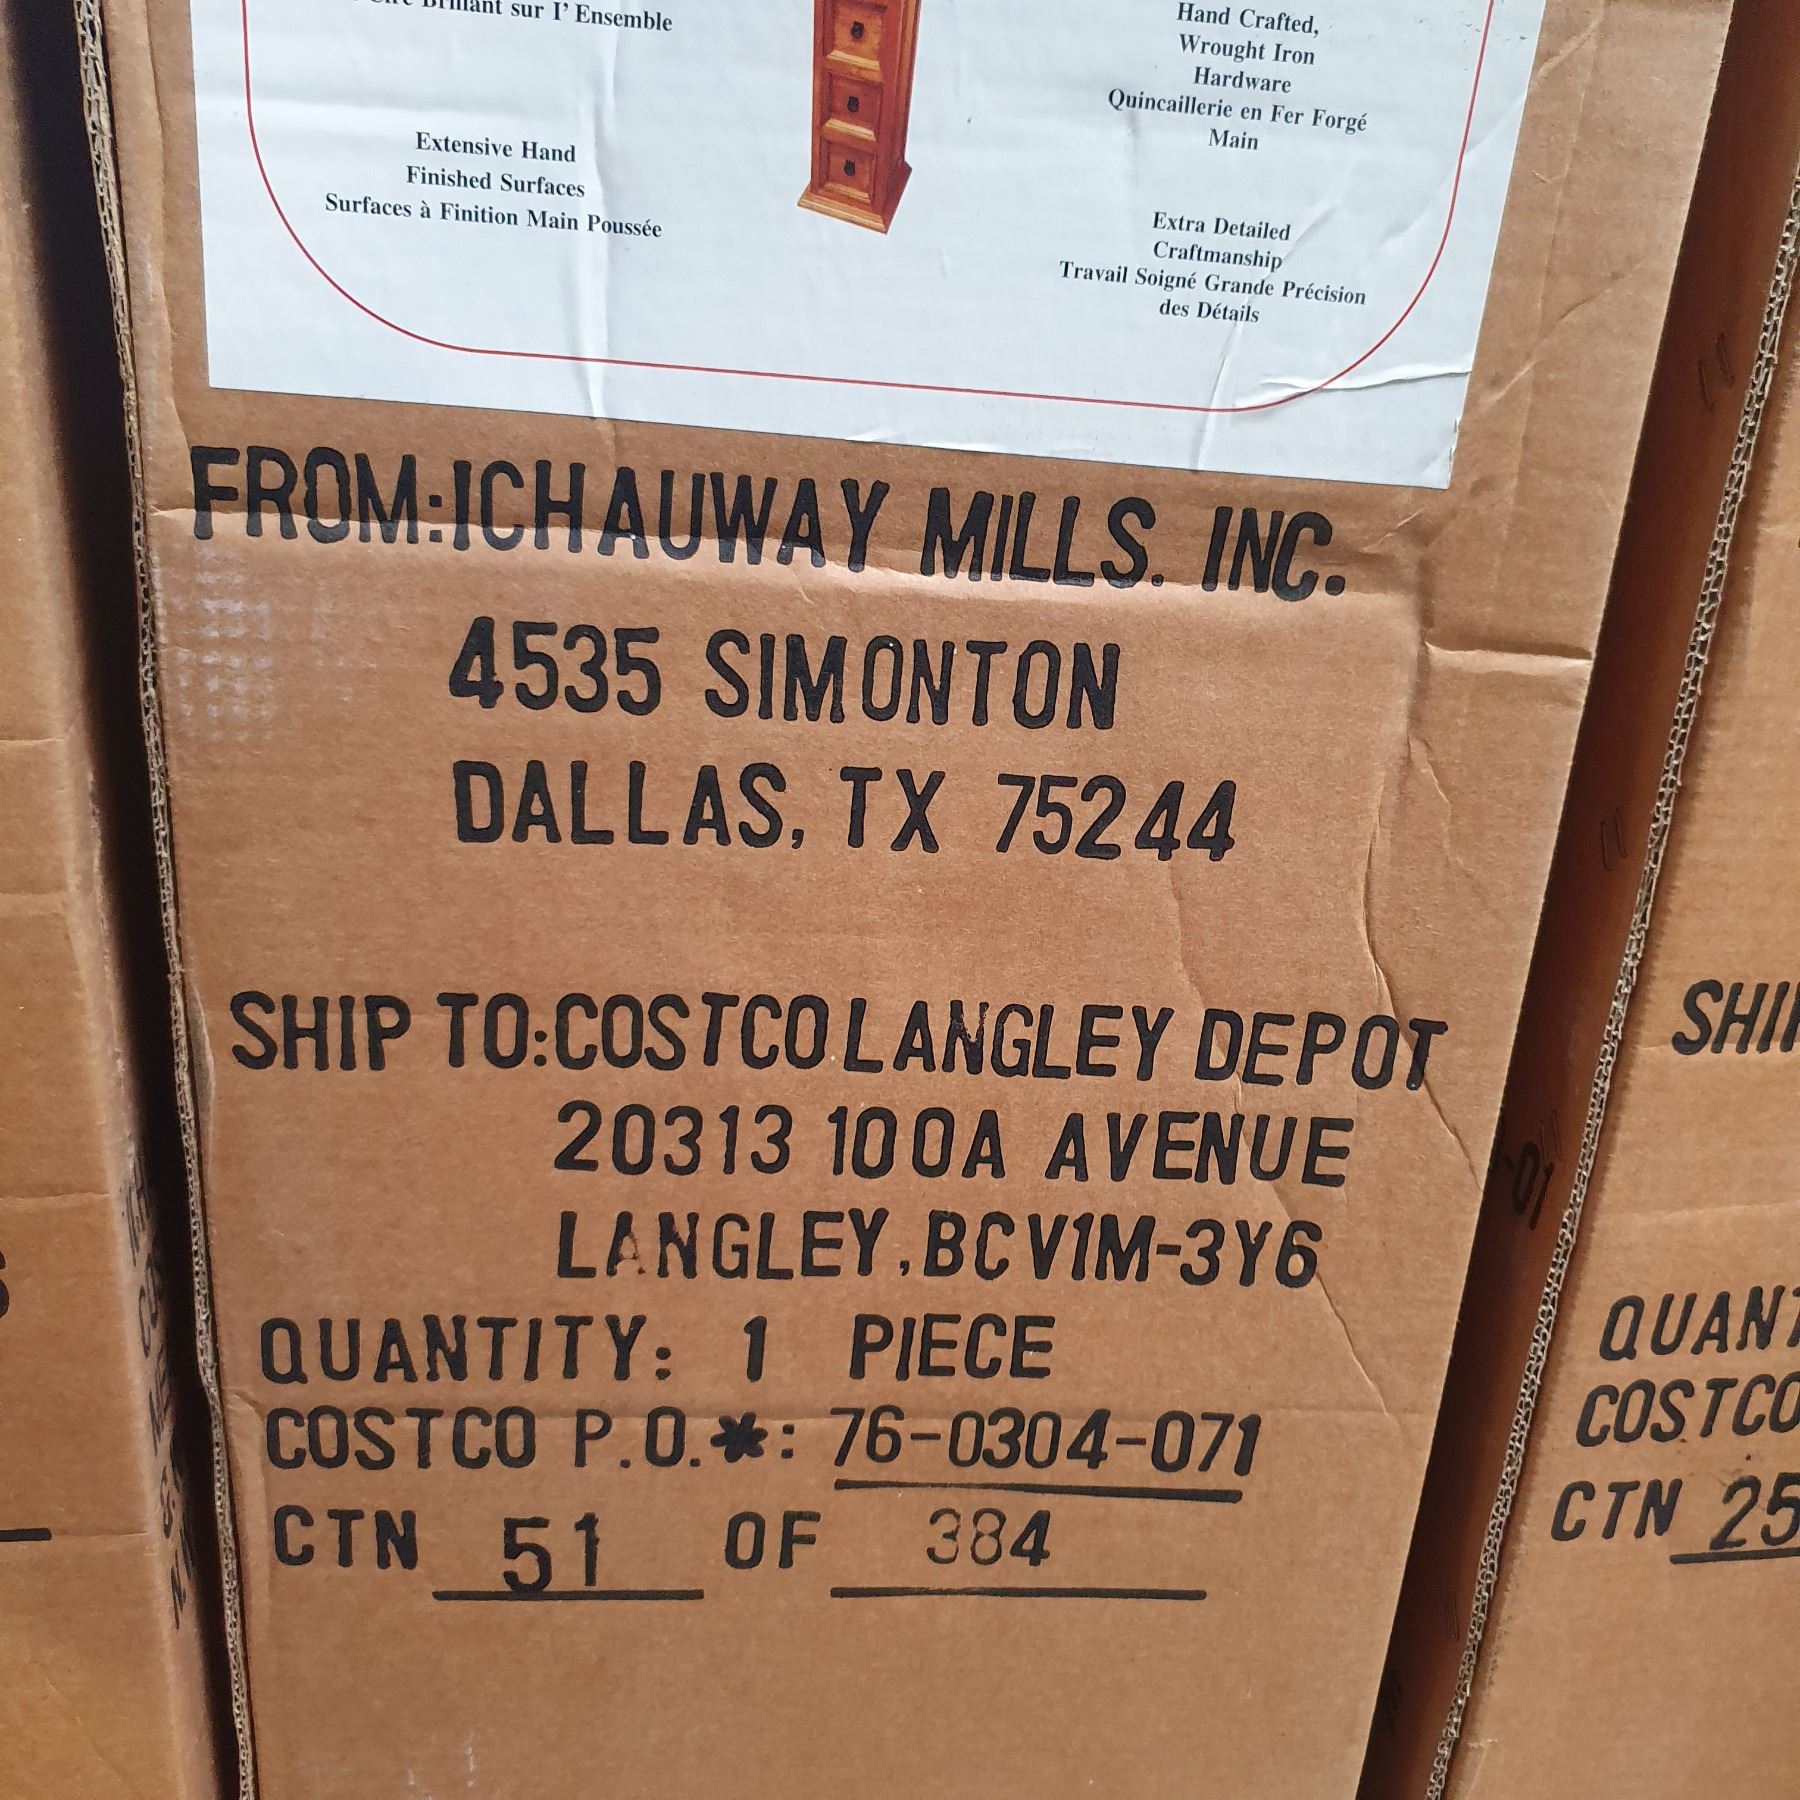 Brillant sur I' Ensemble
Extensive Hand
Finished Surfaces
Surfaces à Finition Main Poussée
Hand Crafted,
Wrought Iron
Hardware
Quincaillerie en Fer Forgé
Main
Extra Detailed
Craftmanship
Travail Soigné Grande Précision
des Détails
FROM:ICHAUWAY MILLS. INC.
4535 SIMONTON
DALLAS, TX 75244
SHIP TO:COSTCO LANGLEY DEPOT
20313 100A AVENUE
LANGLEY, BC V1M-3Y6
QUANTITY: 1 PIECE
COSTCO P.O.*: 76-0304-071
CTN 51 OF 384
SHI
QUANT
COSTCO
CTN 25